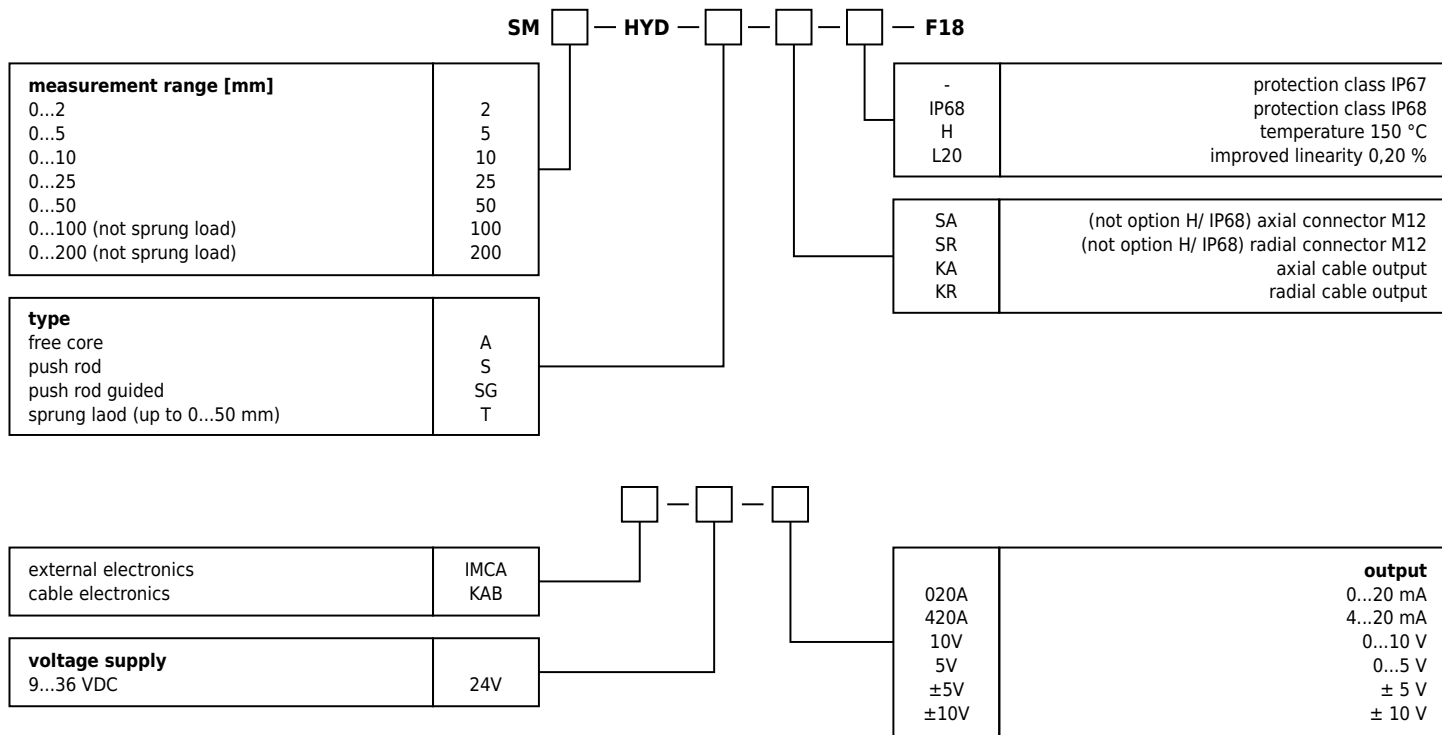 SM — HYD — — — F18
measurement range [mm]
0...2 2
0...5 5
0...10 10
0...25 25
0...50 50
0...100 (not sprung load) 100
0...200 (not sprung load) 200
type
free core A
push rod S
push rod guided SG
sprung laod (up to 0...50 mm) T
- protection class IP67
IP68 protection class IP68
H temperature 150 °C
L20 improved linearity 0,20 %
SA (not option H/ IP68) axial connector M12
SR (not option H/ IP68) radial connector M12
KA axial cable output
KR radial cable output
— —
external electronics IMCA
cable electronics KAB
voltage supply
9...36 VDC 24V
output
020A 0...20 mA
420A 4...20 mA
10V 0...10 V
5V 0...5 V
±5V ± 5 V
±10V ± 10 V